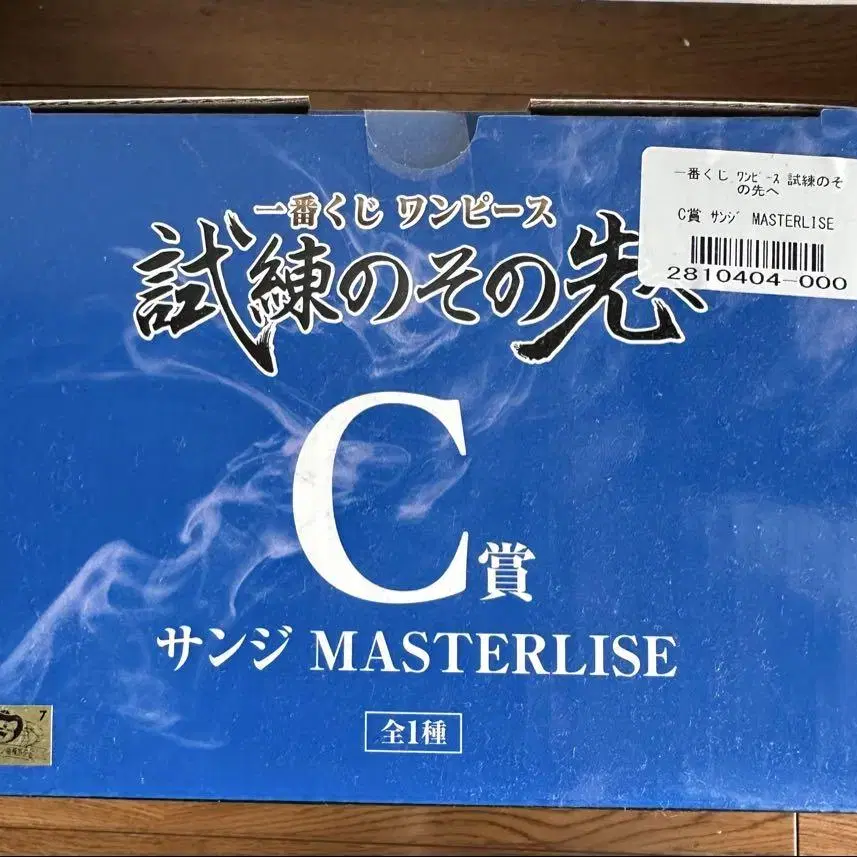 一番くじ ワンピース
試練のその先へ
C賞
サンジ MASTERLISE
全1種
一番くじ ワンピース 試練のそ
の先へ
C賞 サンジ MASTERLISE
2810404-000
7